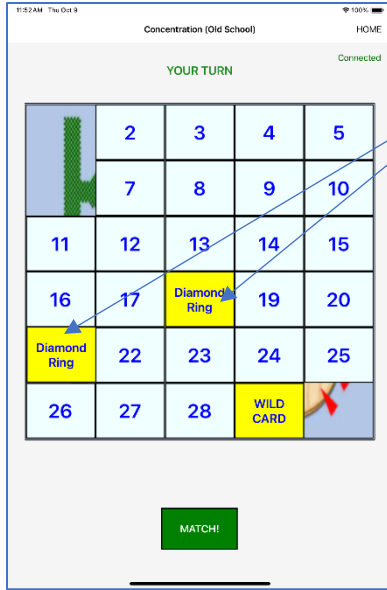 11:52 AM Thu Oct 9 100%
Concentration (Old School) HOME
Connected
YOUR TURN
2 3 4 5
7 8 9 10
11 12 13 14 15
16 17 Diamond Ring 19 20
Diamond Ring 22 23 24 25
26 27 28 WILD CARD
MATCH!